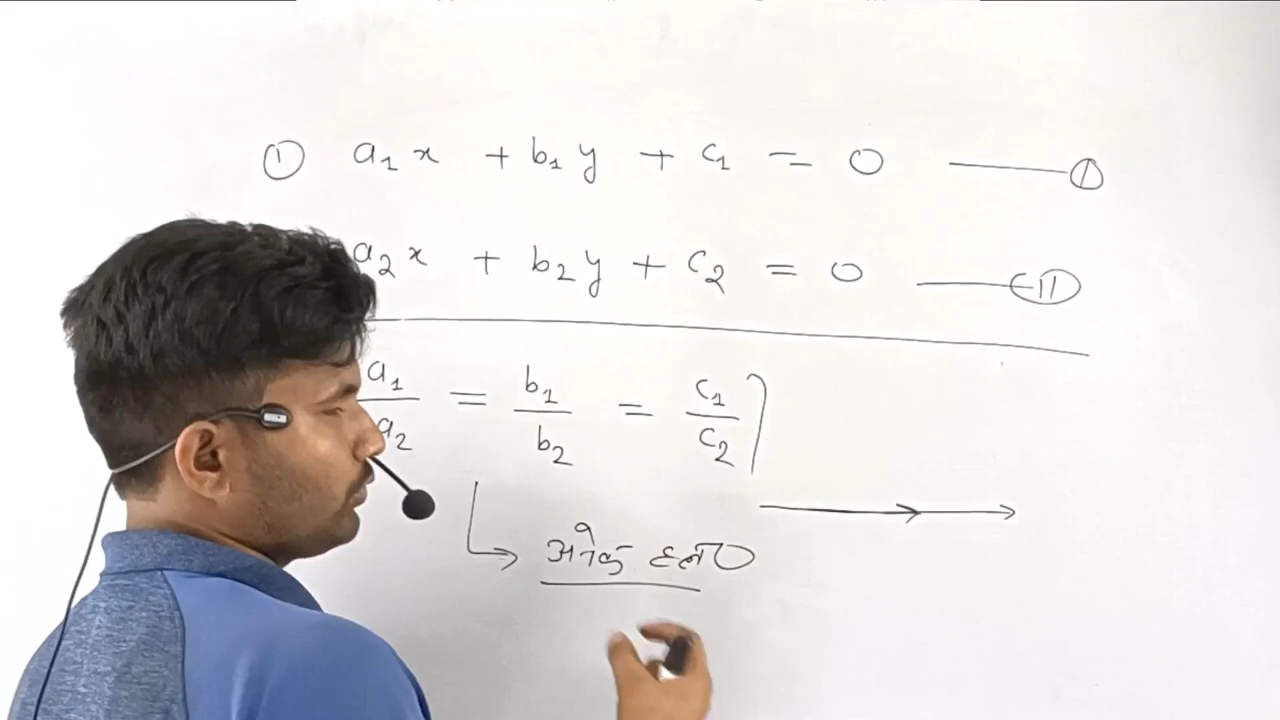 ① a₁x + b₁y + c₁ = 0 —— Ⓘ
a₂x + b₂y + c₂ = 0 —— Ⅱ
a₁/a₂ = b₁/b₂ = c₁/c₂
अनेक हल